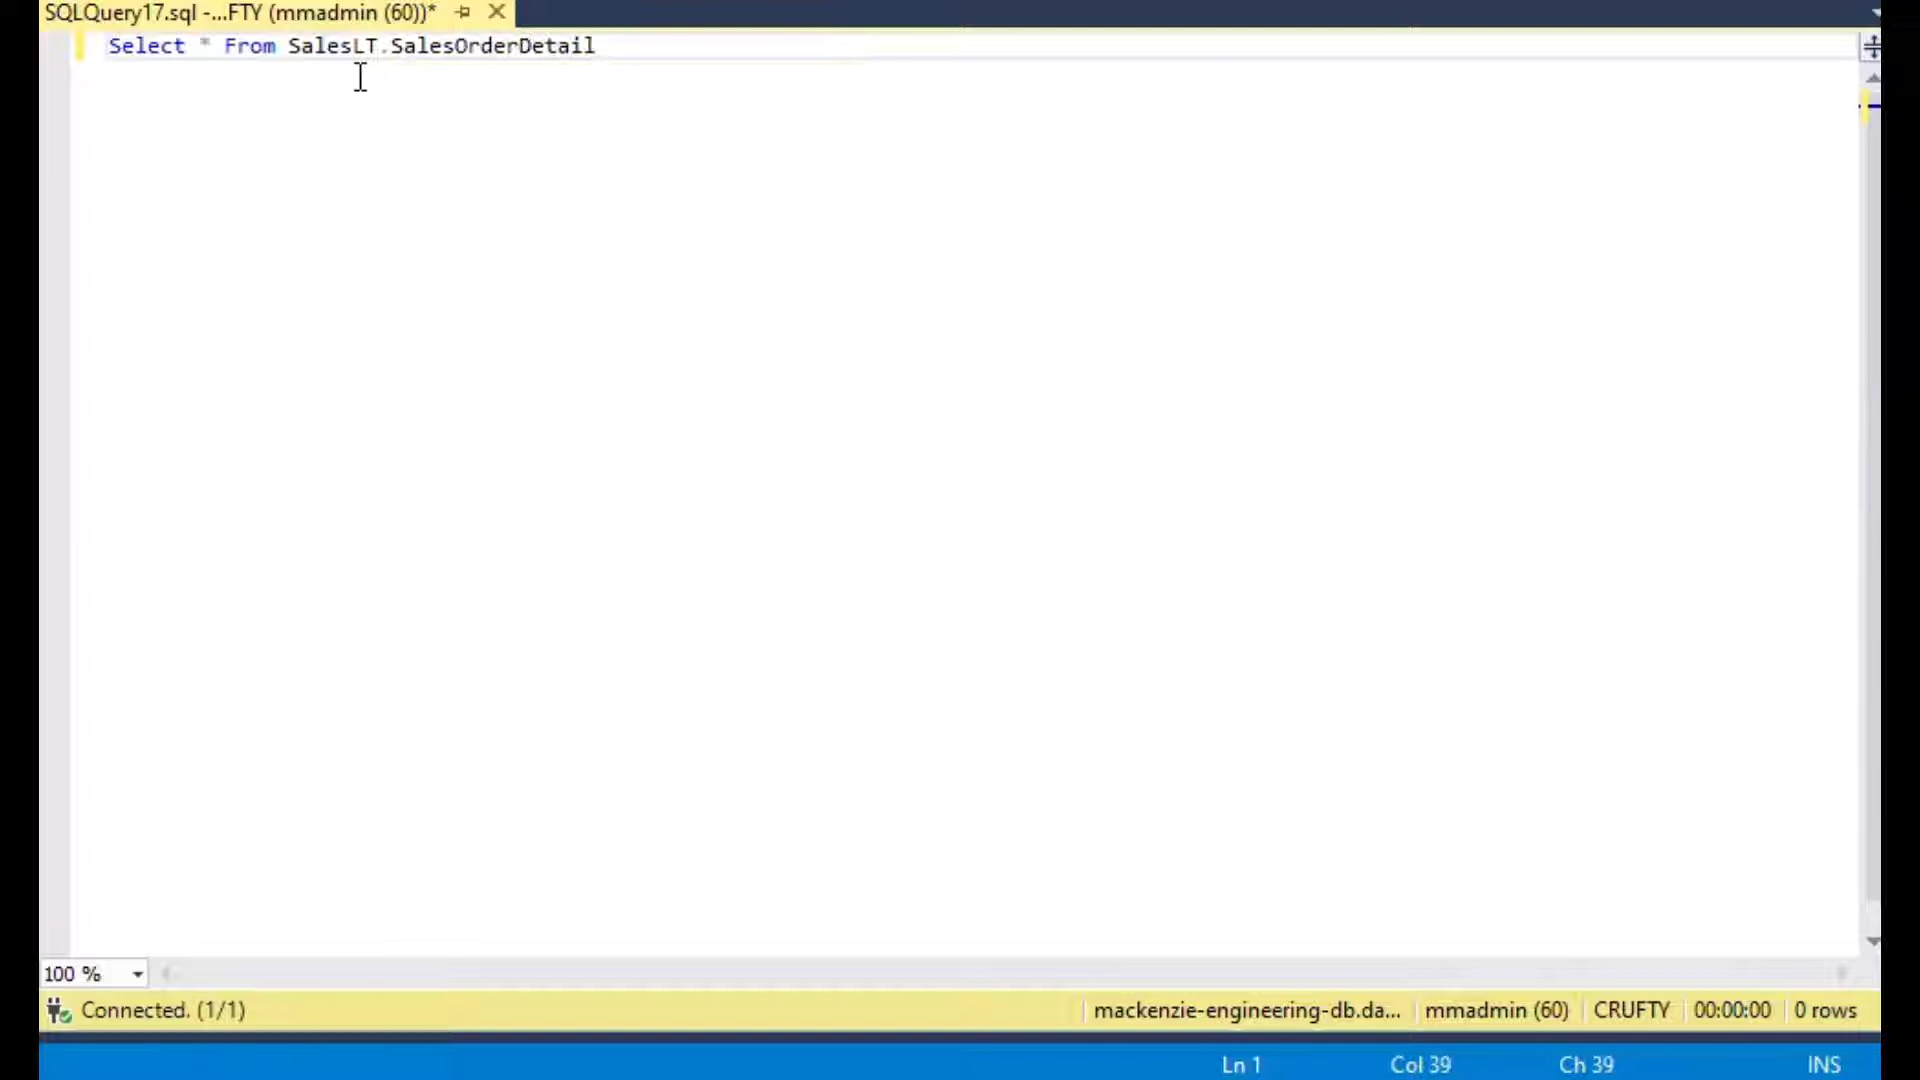 SQLQuery17.sql -...FTY (mmadmin (60))*
Select * From SalesLT.SalesOrderDetail
100 %
Connected. (1/1)
mackenzie-engineering-db.da...
mmadmin (60)
CRUFTY
00:00:00
0 rows
Ln 1
Col 39
Ch 39
INS